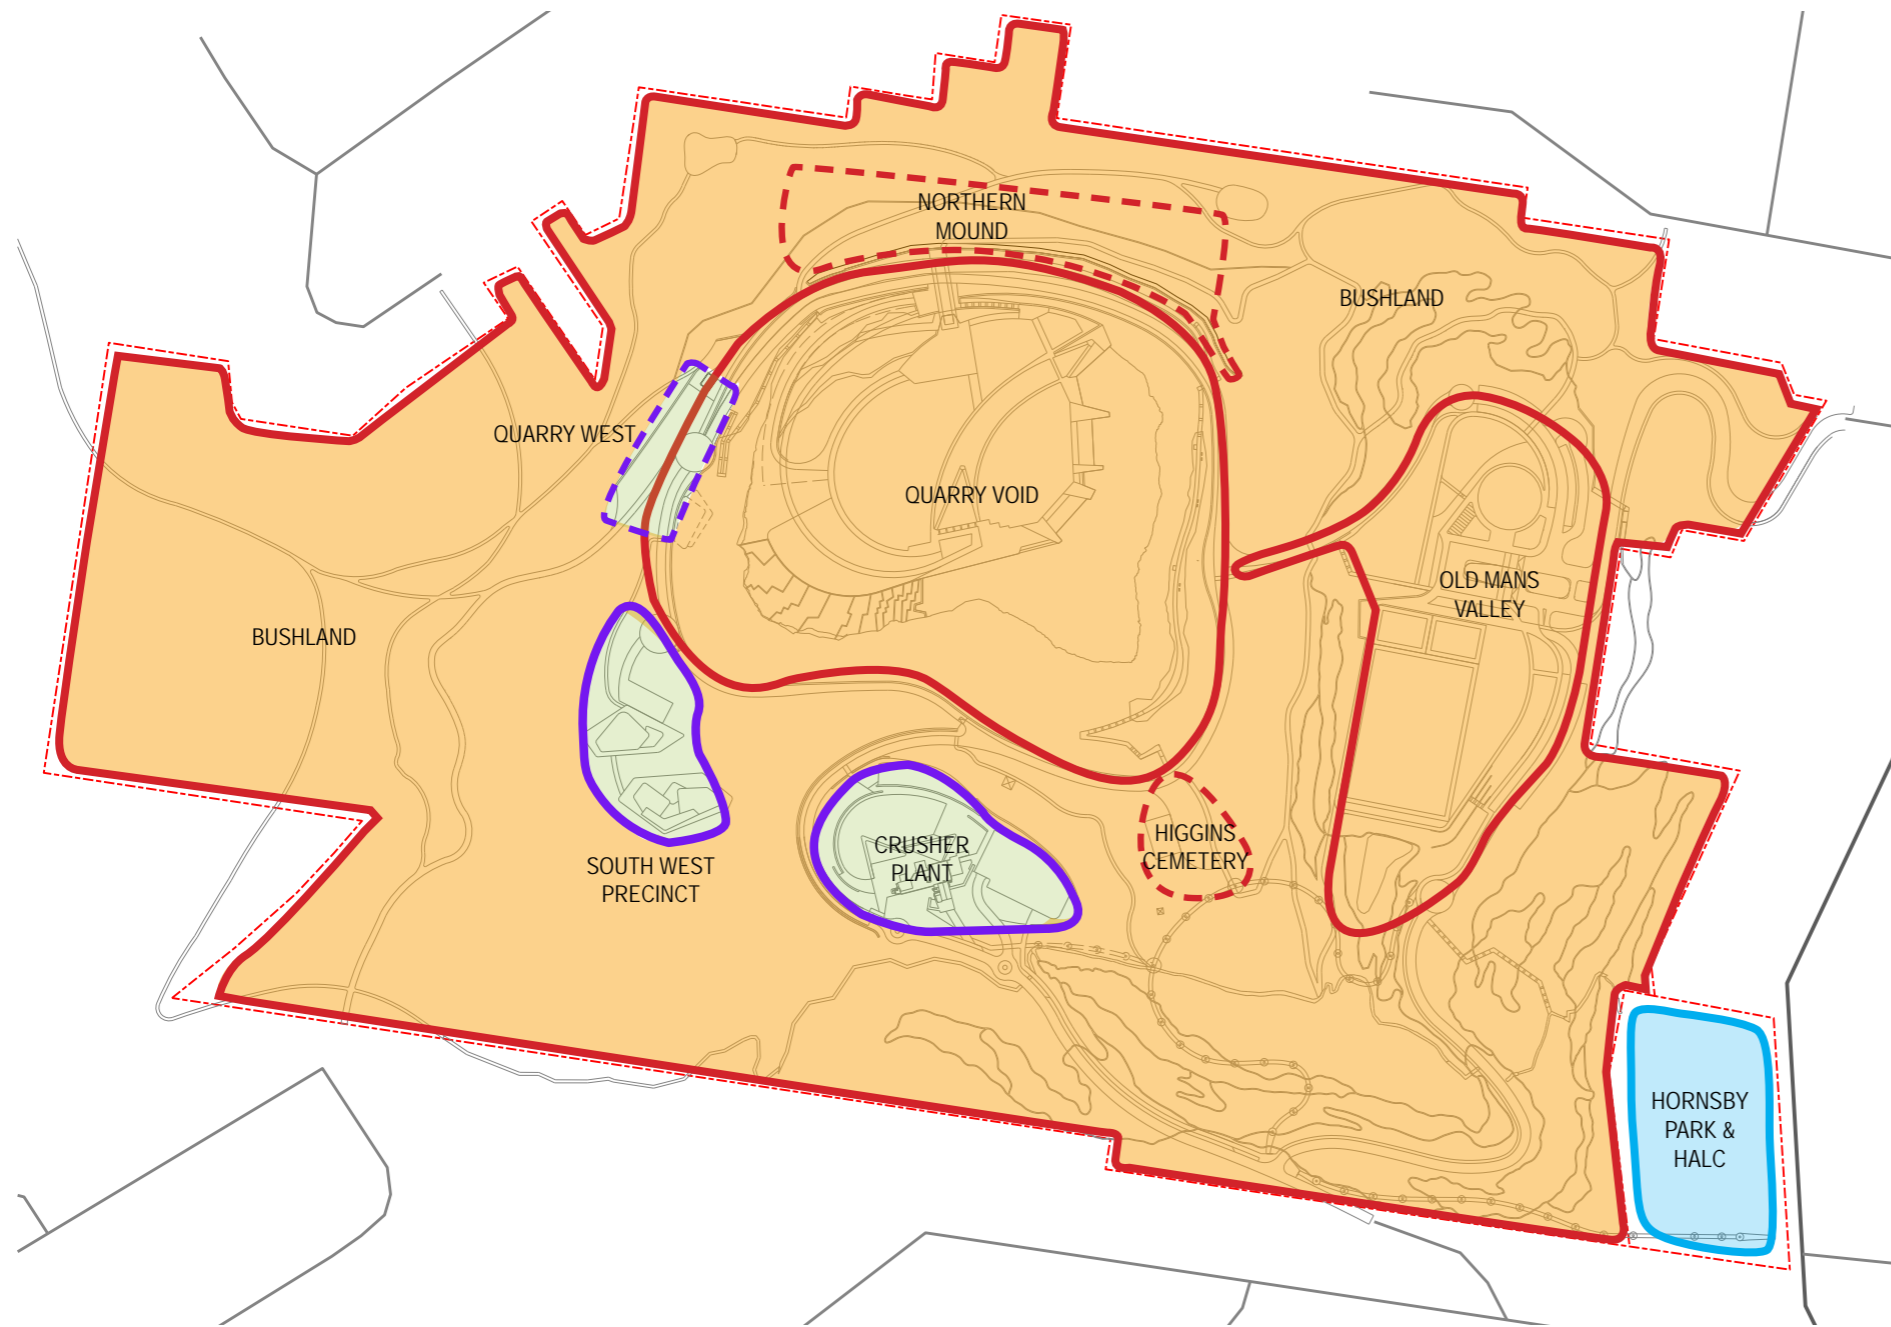 NORTHERN
MOUND
BUSHLAND
QUARRY WEST
QUARRY VOID
OLD MANS
VALLEY
BUSHLAND
HIGGINS
CEMETERY
CRUSHER
PLANT
SOUTH WEST
PRECINCT
HORNSBY
PARK &
HALC